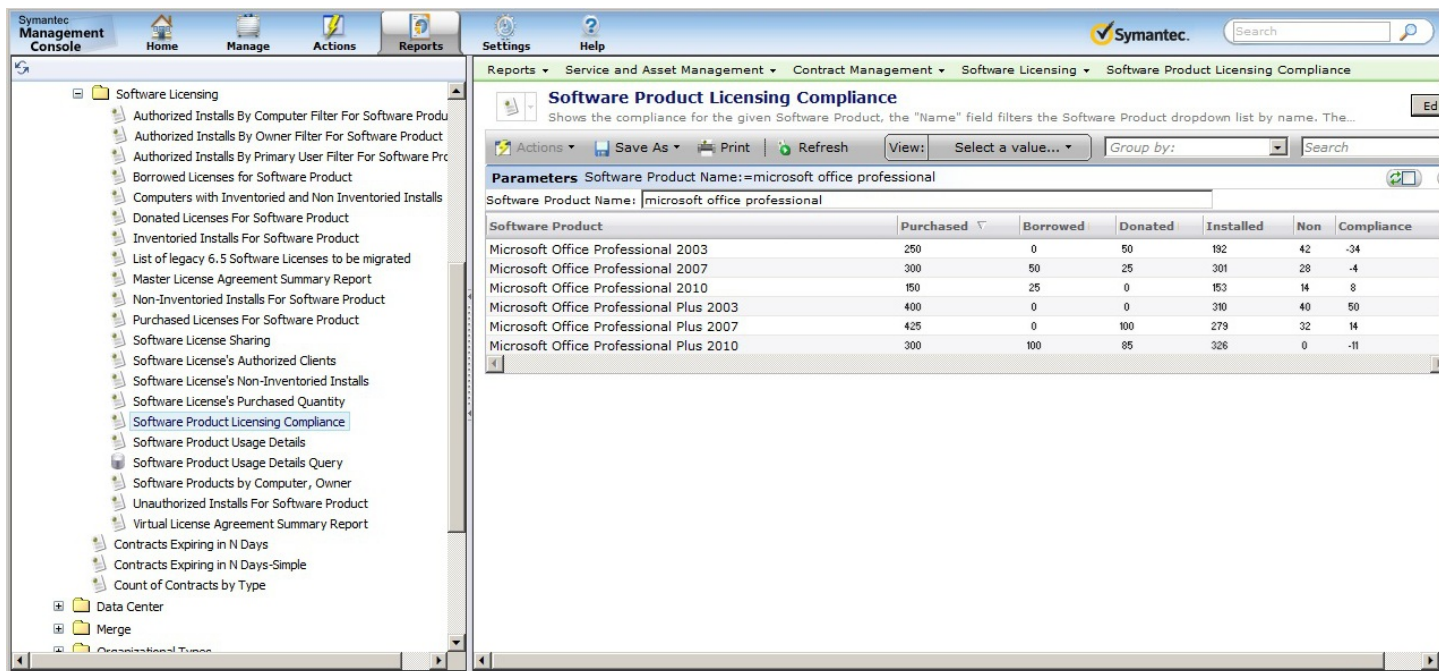 Symantec
Management
Console
Home
Manage
Actions
Reports
Settings
Help
Symantec.
Search
Reports Service and Asset Management Contract Management Software Licensing Software Product Licensing Compliance
Software Licensing
Authorized Installs By Computer Filter For Software Produ
Authorized Installs By Owner Filter For Software Product
Authorized Installs By Primary User Filter For Software Pro
Borrowed Licenses for Software Product
Computers with Inventoried and Non Inventoried Installs
Donated Licenses For Software Product
Inventoried Installs For Software Product
List of legacy 6.5 Software Licenses to be migrated
Master License Agreement Summary Report
Non-Inventoried Installs For Software Product
Purchased Licenses For Software Product
Software License Sharing
Software License's Authorized Clients
Software License's Non-Inventoried Installs
Software License's Purchased Quantity
Software Product Licensing Compliance
Software Product Usage Details
Software Product Usage Details Query
Software Products by Computer, Owner
Unauthorized Installs For Software Product
Virtual License Agreement Summary Report
Contracts Expiring in N Days
Contracts Expiring in N Days-Simple
Count of Contracts by Type
Data Center
Merge
Organizational Types
Software Product Licensing Compliance
Ed
Shows the compliance for the given Software Product, the "Name" field filters the Software Product dropdown list by name. The...
Actions Save As Print Refresh View: Select a value... Group by: Search
Parameters Software Product Name:=microsoft office professional
Software Product Name: microsoft office professional
Software Product Purchased Borrowed Donated Installed Non Compliance
Microsoft Office Professional 2003 250 0 50 192 42 -34
Microsoft Office Professional 2007 300 50 25 301 28 -4
Microsoft Office Professional 2010 150 25 0 153 14 8
Microsoft Office Professional Plus 2003 400 0 0 310 40 50
Microsoft Office Professional Plus 2007 425 0 100 279 32 14
Microsoft Office Professional Plus 2010 300 100 85 326 0 -11